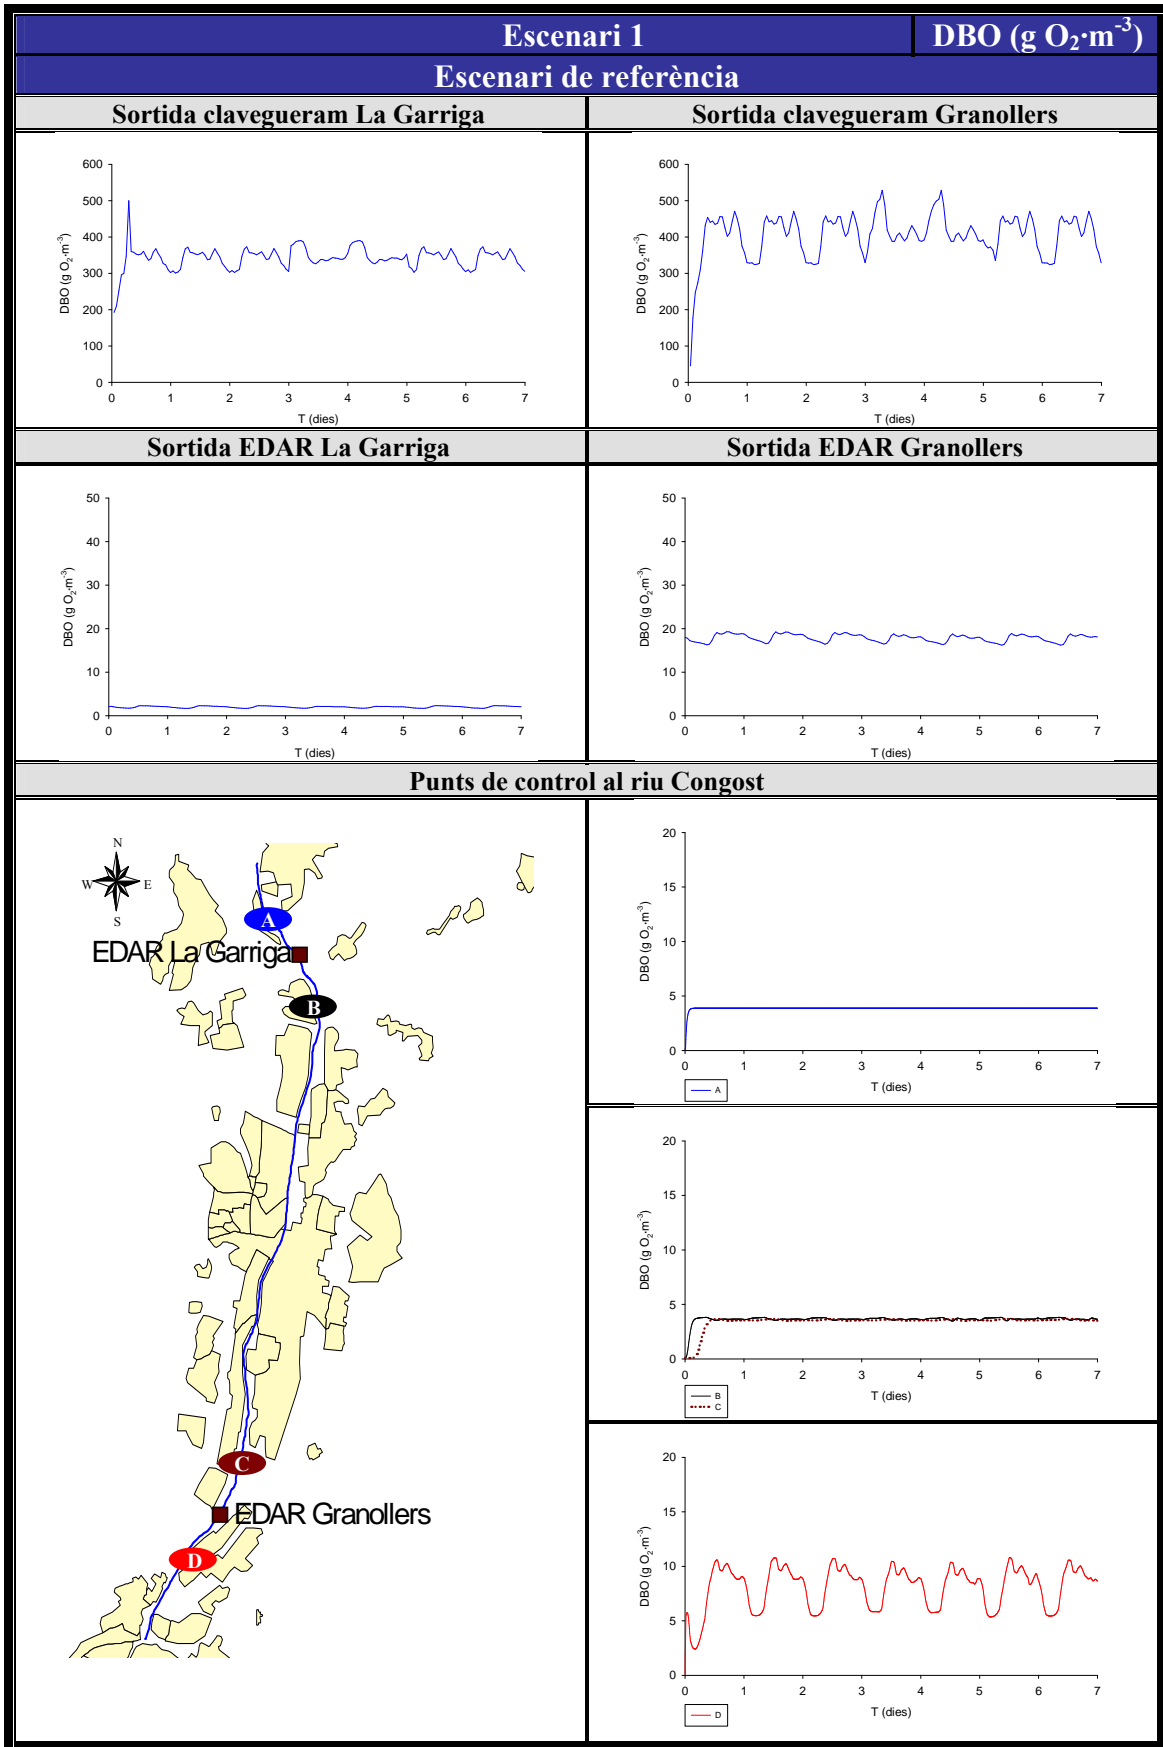 Escenari 1
DBO (g O₂·m⁻³)
Escenari de referència
Sortida clavegueram La Garriga
Sortida clavegueram Granollers
600
500
400
300
200
100
0
DBO (g O₂·m⁻³)
0 1 2 3 4 5 6 7
T (dies)
600
500
400
300
200
100
0
DBO (g O₂·m⁻³)
0 1 2 3 4 5 6 7
T (dies)
Sortida EDAR La Garriga
Sortida EDAR Granollers
50
40
30
20
10
0
DBO (g O₂·m⁻³)
0 1 2 3 4 5 6 7
T (dies)
50
40
30
20
10
0
DBO (g O₂·m⁻³)
0 1 2 3 4 5 6 7
T (dies)
Punts de control al riu Congost
N
W E
S
A
EDAR La Garriga
B
C
EDAR Granollers
D
20
15
10
5
0
DBO (g O₂·m⁻³)
0 1 2 3 4 5 6 7
T (dies)
A
20
15
10
5
0
DBO (g O₂·m⁻³)
0 1 2 3 4 5 6 7
T (dies)
B
C
20
15
10
5
0
DBO (g O₂·m⁻³)
0 1 2 3 4 5 6 7
T (dies)
D